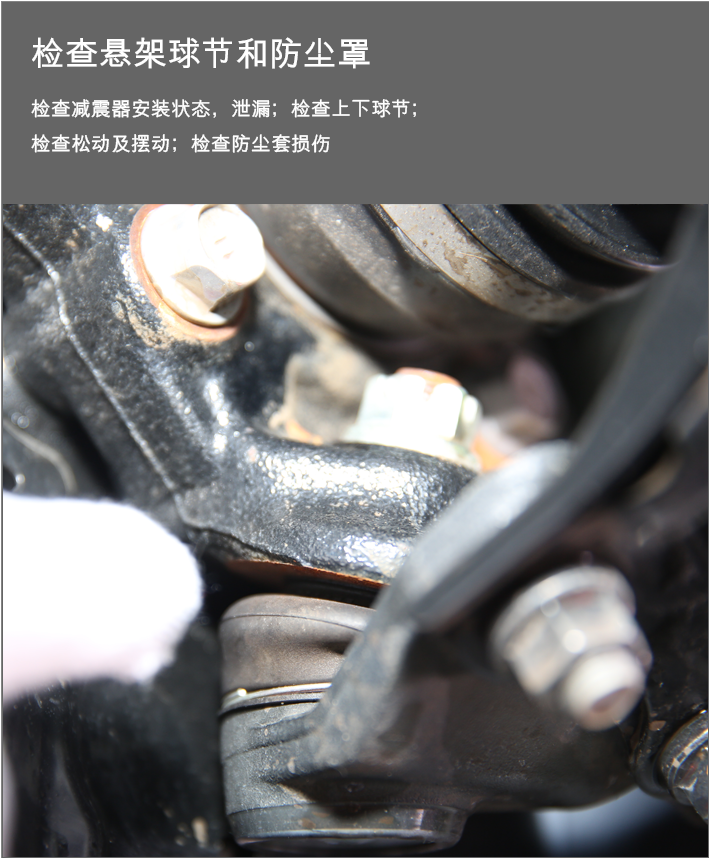 检查悬架球节和防尘罩
检查减震器安装状态，泄漏；检查上下球节；
检查松动及摆动；检查防尘套损伤